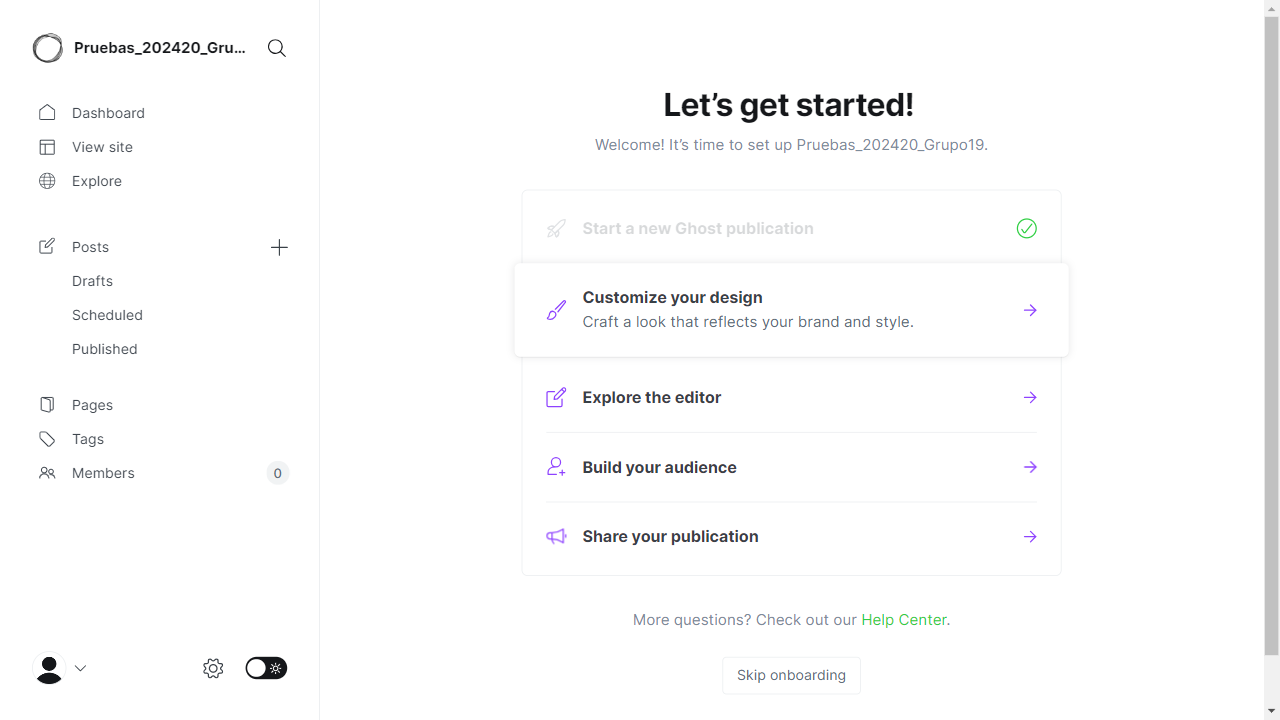 Pruebas_202420_Gru...
Dashboard
View site
Explore
Posts
Drafts
Scheduled
Published
Pages
Tags
Members
0
Let’s get started!
Welcome! It’s time to set up Pruebas_202420_Grupo19.
Start a new Ghost publication
Customize your design
Craft a look that reflects your brand and style.
Explore the editor
Build your audience
Share your publication
More questions? Check out our Help Center.
Skip onboarding